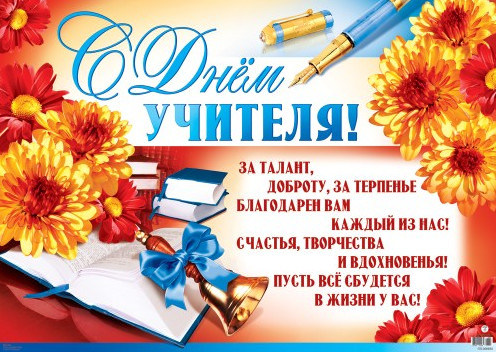 С Днём
УЧИТЕЛЯ!
ЗА ТАЛАНТ,
ДОБРОТУ, ЗА ТЕРПЕНЬЕ
БЛАГОДАРЕН ВАМ
КАЖДЫЙ ИЗ НАС!
СЧАСТЬЯ, ТВОРЧЕСТВА
И ВДОХНОВЕНЬЯ!
ПУСТЬ ВСЁ СБУДЕТСЯ
В ЖИЗНИ У ВАС!